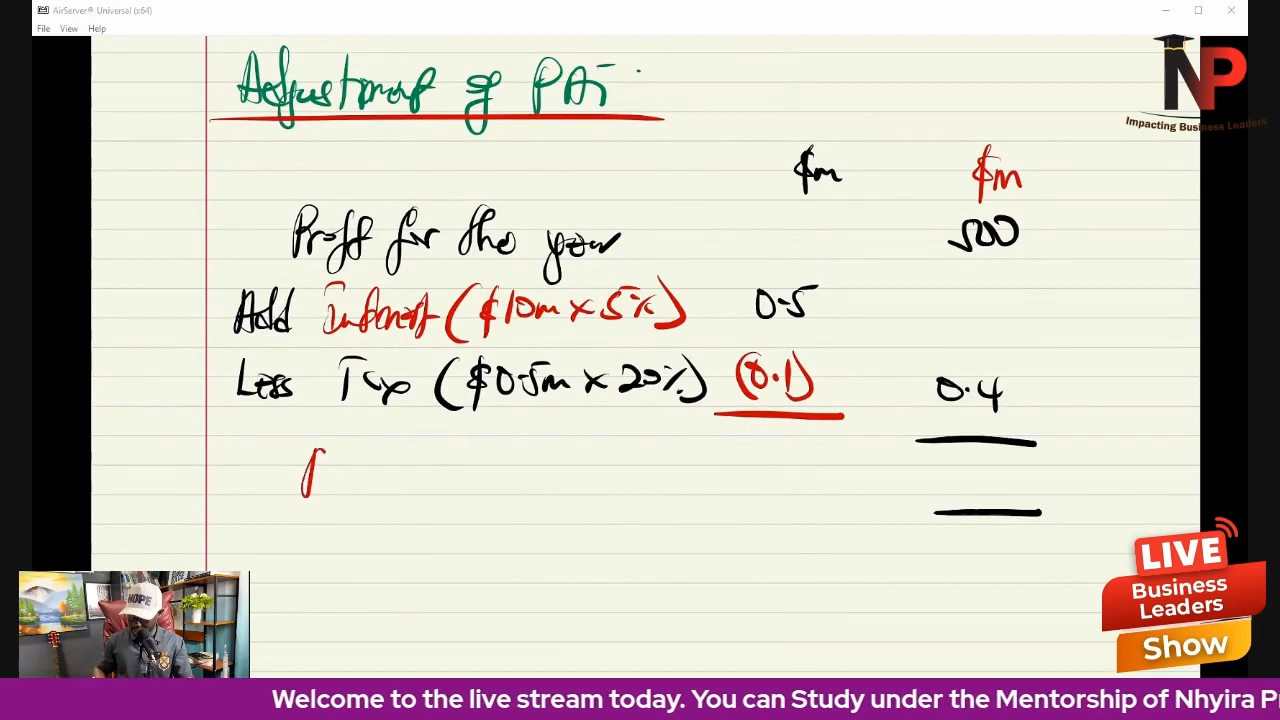 AirServer® Universal (x64)
File View Help
NP
Impacting Business Leaders
Adjustment of PAT
$m $m
Profit for the year 500
Add Interest ($10m x 5%) 0.5
Less Tax ($0.5m x 20%) (0.1) 0.4
HOPE
LIVE
Business
Leaders
Show
Welcome to the live stream today. You can Study under the Mentorship of Nhyira P